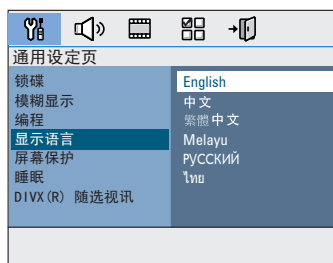 通用设定页
锁碟
模糊显示
编程
显示语言
屏幕保护
睡眠
DIVX(R) 随选视讯
English
中文
繁體中文
Melayu
РУССКИЙ
ไทย